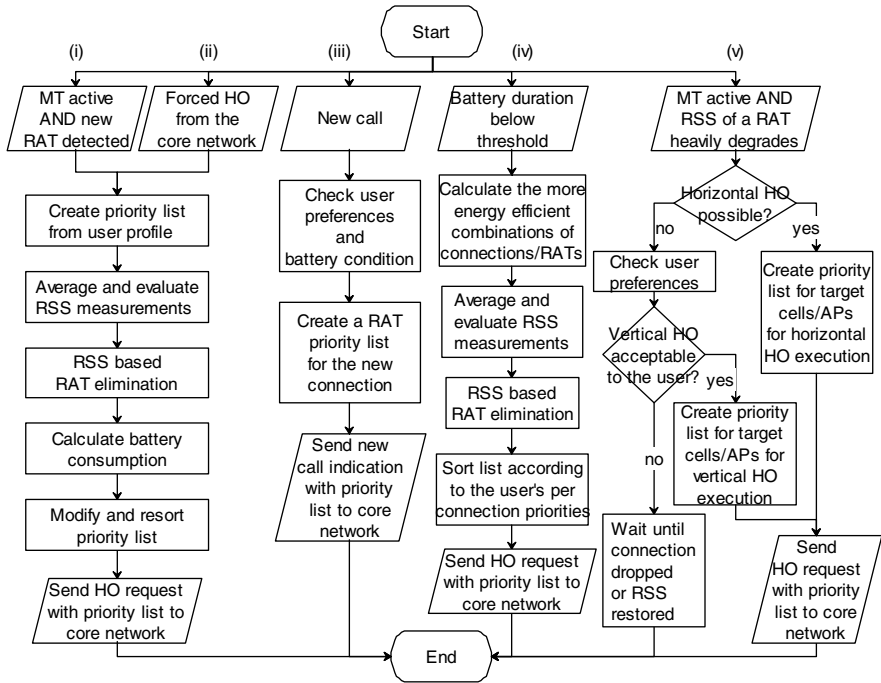 Start
(i)
(ii)
(iii)
(iv)
(v)
MT active
AND new
RAT detected
Forced HO
from the
core network
New call
Battery duration
below
threshold
MT active AND
RSS of a RAT
heavily degrades
Create priority list
from user profile
Average and evaluate
RSS measurements
RSS based
RAT elimination
Calculate battery
consumption
Modify and resort
priority list
Send HO request
with priority list to
core network
Check user
preferences
and
battery condition
Create a RAT
priority list
for the new
connection
Send new
call indication
with priority
list to core
network
Calculate the more
energy efficient
combinations of
connections/RATs
Average and
evaluate RSS
measurements
RSS based
RAT elimination
Sort list according
to the user's per
connection priorities
Send HO request
with priority list to
core network
Horizontal HO
possible?
no
yes
Check user
preferences
Vertical HO
acceptable
to the user?
yes
no
Create priority
list for target
cells/APs for
vertical HO
execution
Wait until
connection
dropped
or RSS
restored
Create priority
list for target
cells/APs
for horizontal
HO execution
Send
HO request
with priority
list to core
network
End